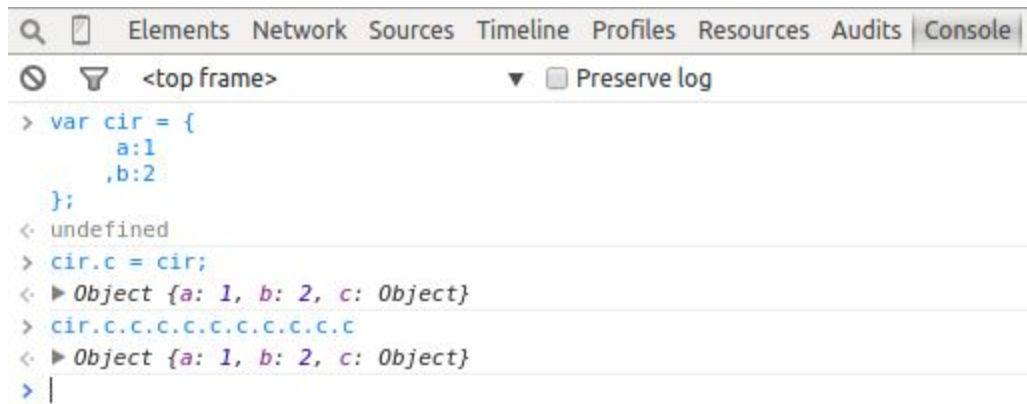 Elements Network Sources Timeline Profiles Resources Audits Console
<top frame> ▼ Preserve log
> var cir = {
a:1
,b:2
};
undefined
> cir.c = cir;
▶ Object {a: 1, b: 2, c: Object}
> cir.c.c.c.c.c.c.c.c.c.c
▶ Object {a: 1, b: 2, c: Object}
>